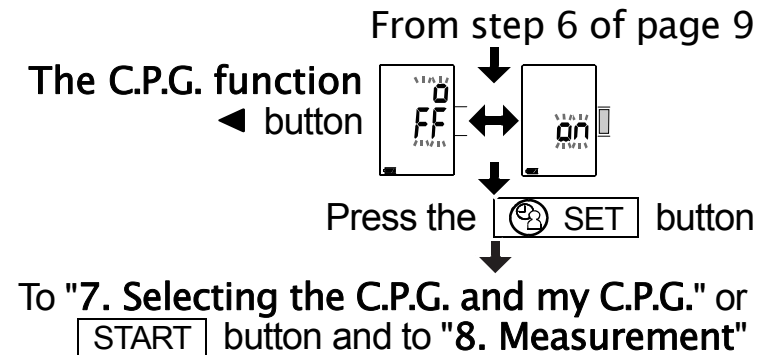 From step 6 of page 9
The C.P.G. function
◄ button
o
FF
on
Press the SET button
To "7. Selecting the C.P.G. and my C.P.G." or
START button and to "8. Measurement"